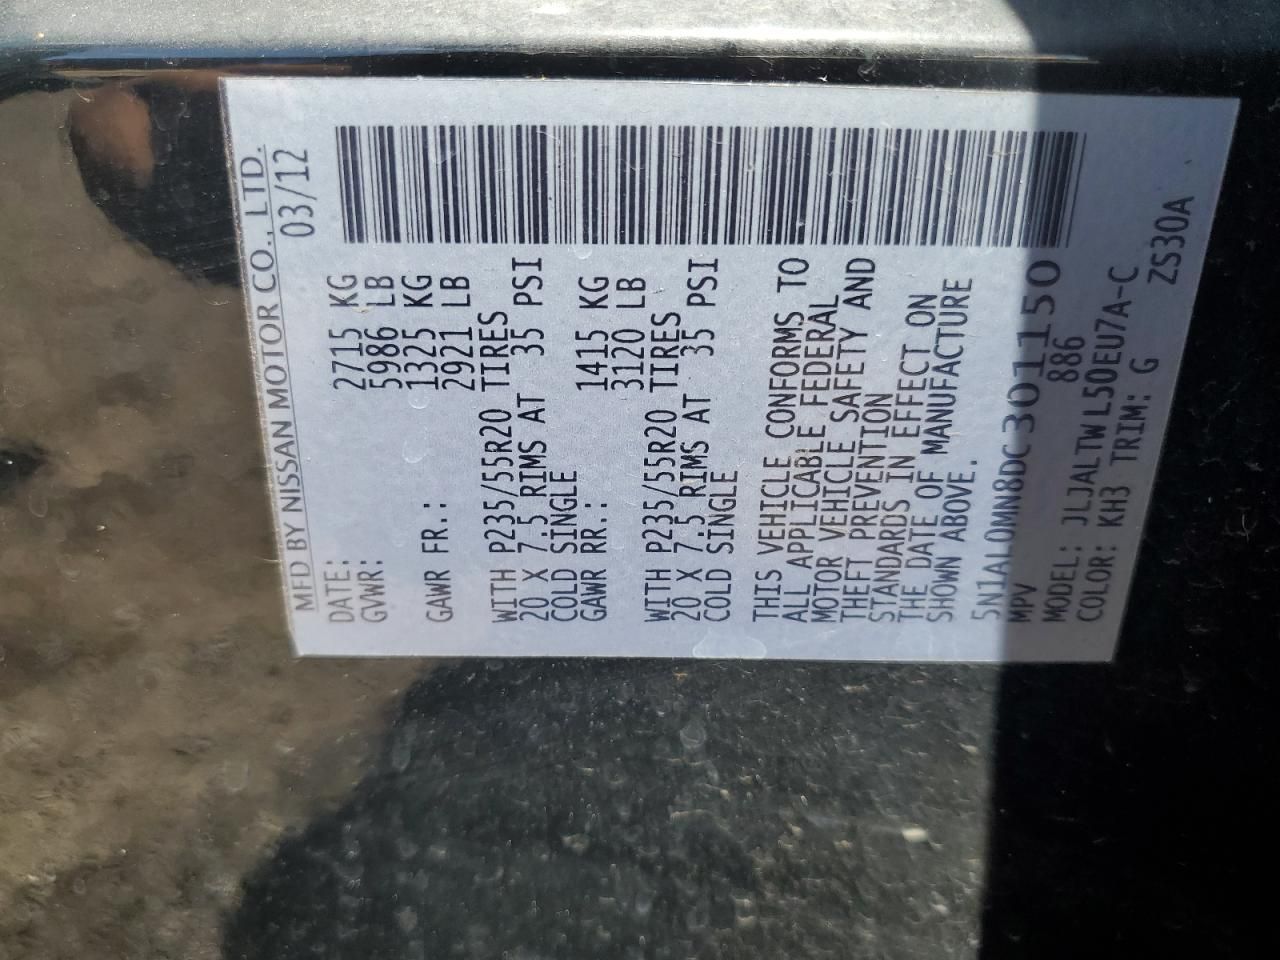 MFD BY NISSAN MOTOR CO., LTD.
DATE: 03/12
GVWR: 2715 KG
5986 LB
GAWR FR.: 1325 KG
2921 LB
WITH P235/55R20 TIRES
20 X 7.5 RIMS AT 35 PSI
COLD SINGLE
GAWR RR.: 1415 KG
3120 LB
WITH P235/55R20 TIRES
20 X 7.5 RIMS AT 35 PSI
COLD SINGLE
THIS VEHICLE CONFORMS TO
ALL APPLICABLE FEDERAL
MOTOR VEHICLE SAFETY AND
THEFT PREVENTION
STANDARDS IN EFFECT ON
THE DATE OF MANUFACTURE
SHOWN ABOVE.
5N1AL0MN8DC301150
MPV 886
MODEL: JLJALTWL50EU7A-C
COLOR: KH3 TRIM: G
ZS30A